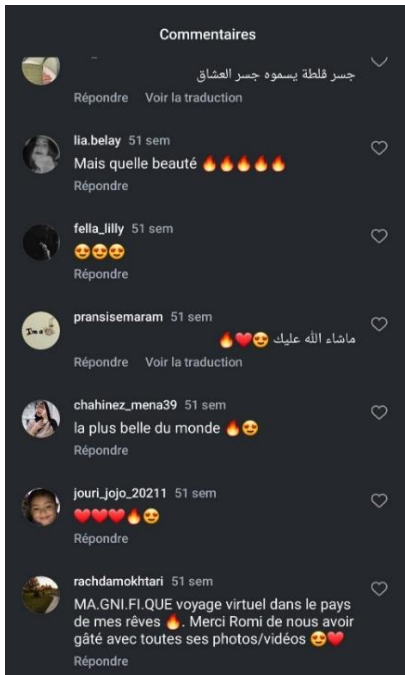 Commentaires
جسر قلطة يسموه جسر العشاق
Répondre Voir la traduction
lia.belay 51 sem
Mais quelle beauté 🔥🔥🔥🔥🔥
Répondre
fella_lilly 51 sem
😍😍😍
Répondre
pransisemaram 51 sem
ماشاء الله عليك 😍❤️🔥
Répondre Voir la traduction
chahinez_mena39 51 sem
la plus belle du monde 🔥😍
Répondre
jouri_jojo_20211 51 sem
❤️❤️❤️🔥😍
Répondre
rachdamokhtari 51 sem
MA.GNI.FI.QUE voyage virtuel dans le pays
de mes rêves 🔥. Merci Romi de nous avoir
gâté avec toutes ses photos/vidéos 😍❤️
Répondre